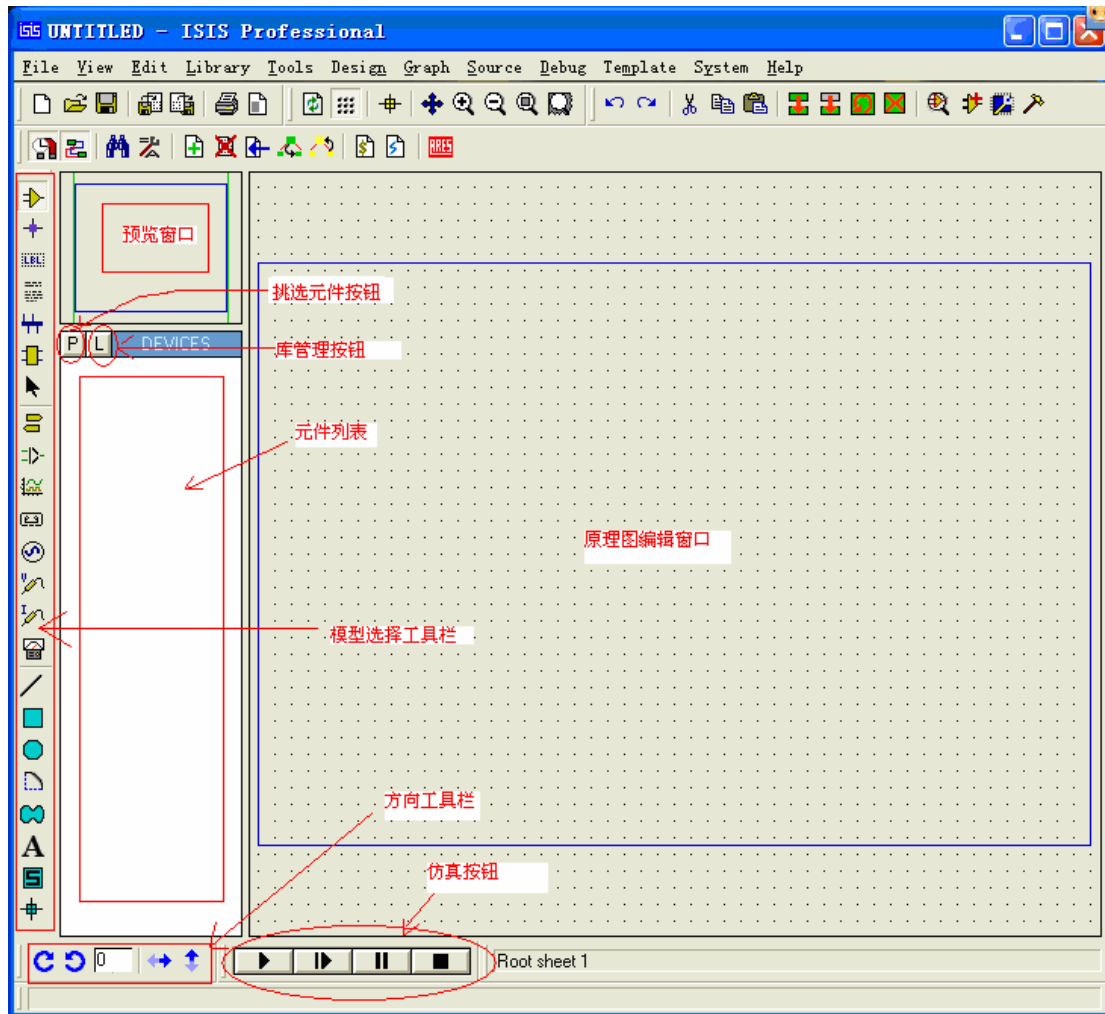 isis UNTITLED - ISIS Professional
File View Edit Library Tools Design Graph Source Debug Template System Help
ARES
预览窗口
LBL
挑选元件按钮
P L DEVICES
库管理按钮
元件列表
原理图编辑窗口
模型选择工具栏
方向工具栏
A
仿真按钮
S
0
Root sheet 1